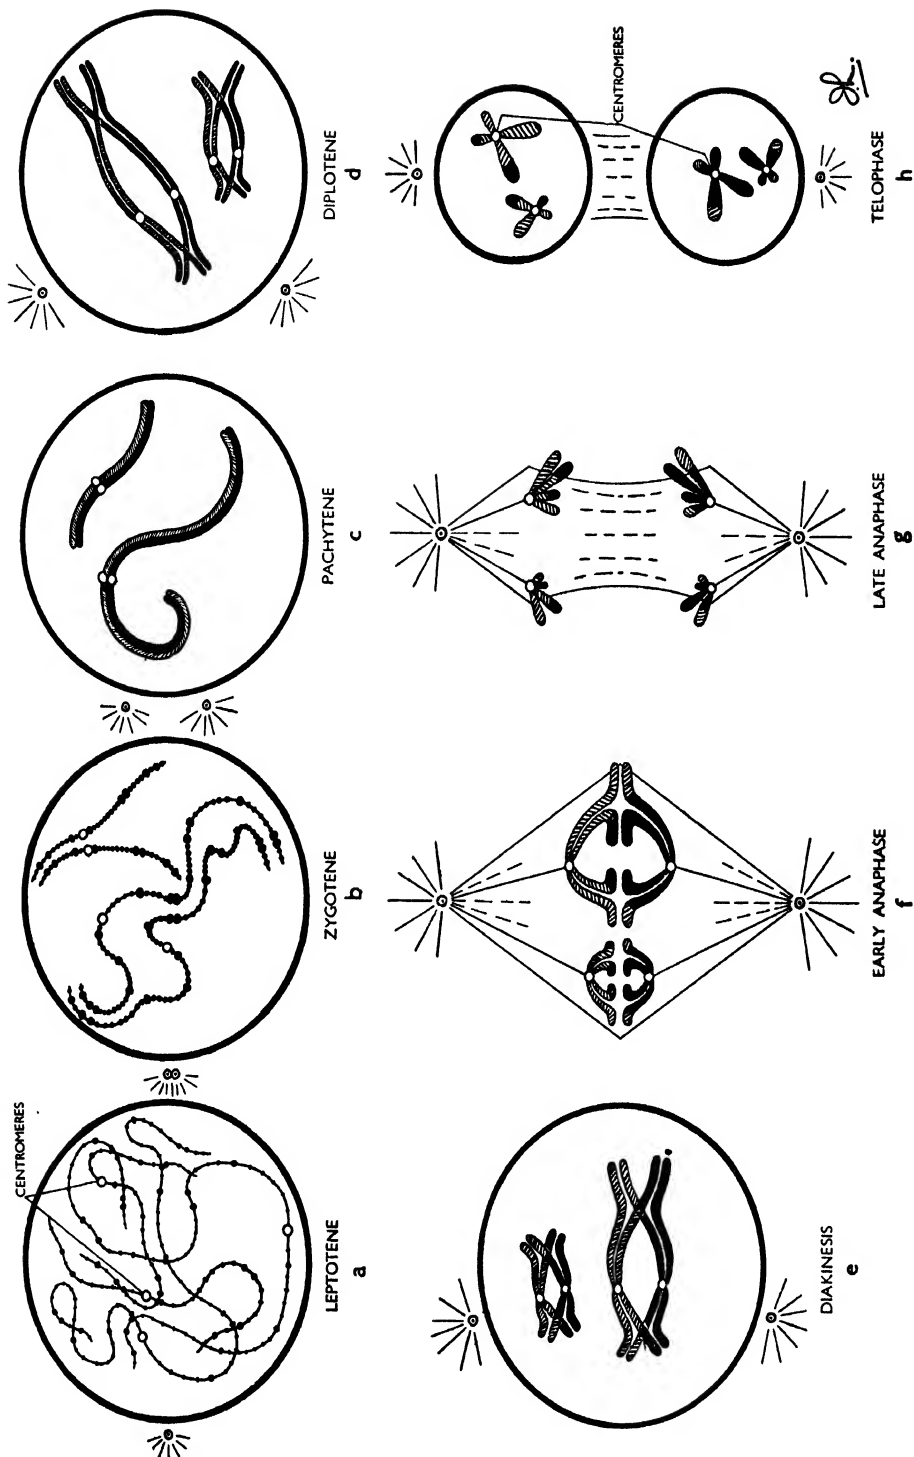 CENTROMERES
LEPTOTENE
a
ZYGOTENE
b
PACHYTENE
c
DIPLOTENE
d
DIAKINESIS
e
EARLY ANAPHASE
f
LATE ANAPHASE
g
CENTROMERES
TELOPHASE
h